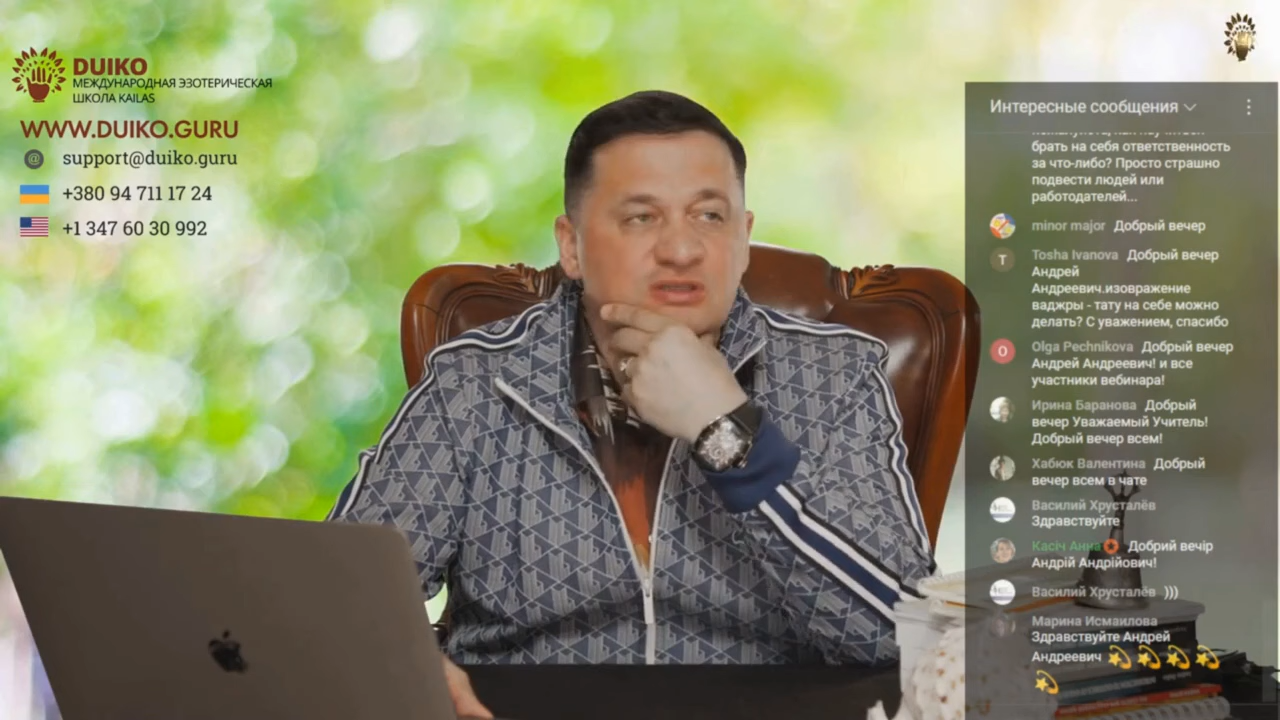 DUIKO
МЕЖДУНАРОДНАЯ ЭЗОТЕРИЧЕСКАЯ
ШКОЛА KAILAS
WWW.DUIKO.GURU
@ support@duiko.guru
+380 94 711 17 24
+1 347 60 30 992
Интересные сообщения
брать на себя ответственность
за что-либо? Просто страшно
подвести людей или
работодателей...
minor major Добрый вечер
T Tosha Ivanova Добрый вечер
Андрей
Андреевич.изовражение
ваджры - тату на себе можно
делать? С уважением, спасибо
O Olga Pechnikova Добрый вечер
Андрей Андреевич! и все
участники вебинара!
Ирина Баранова Добрый
вечер Уважаемый Учитель!
Добрый вечер всем!
Хабюк Валентина Добрый
вечер всем в чате
Василий Хрусталёв
Здравствуйте
Касіч Анна Добрий вечір
Андрій Андрійович!
Василий Хрусталёв )))
Марина Исмаилова
Здравствуйте Андрей
Андреевич 💫💫💫💫
💫